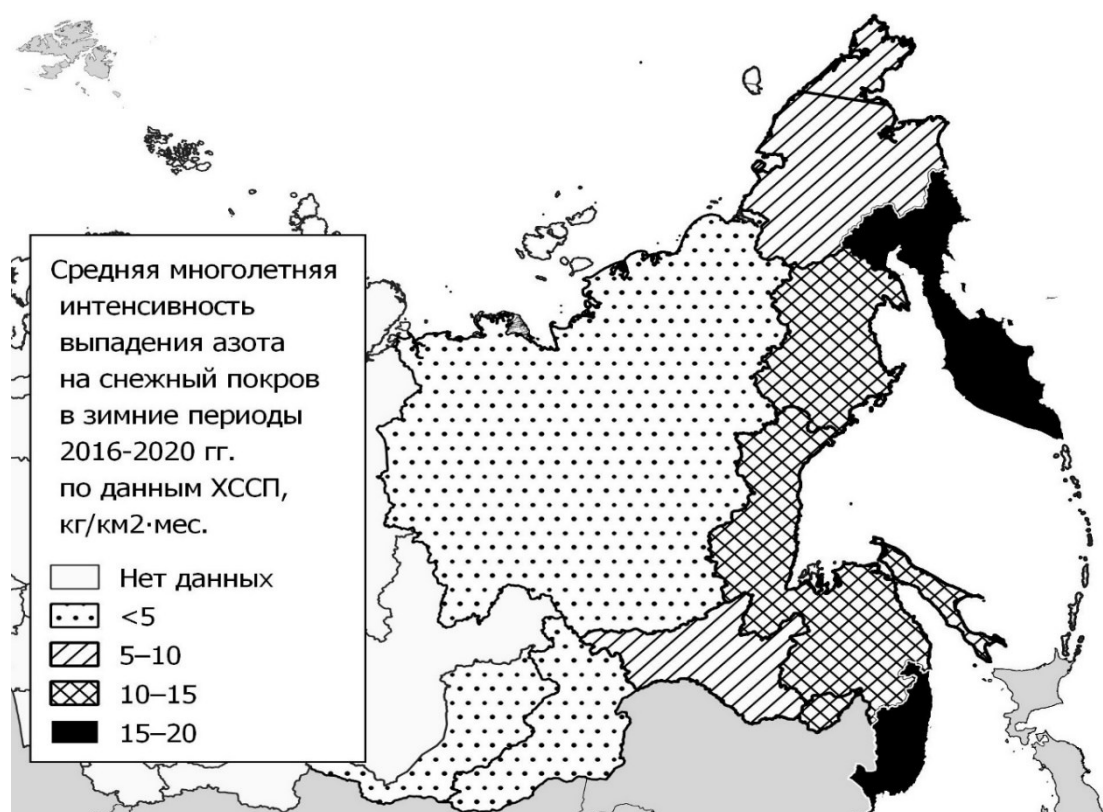 Средняя многолетняя
интенсивность
выпадения азота
на снежный покров
в зимние периоды
2016-2020 гг.
по данным ХССП,
кг/км2·мес.
Нет данных
<5
5–10
10–15
15–20